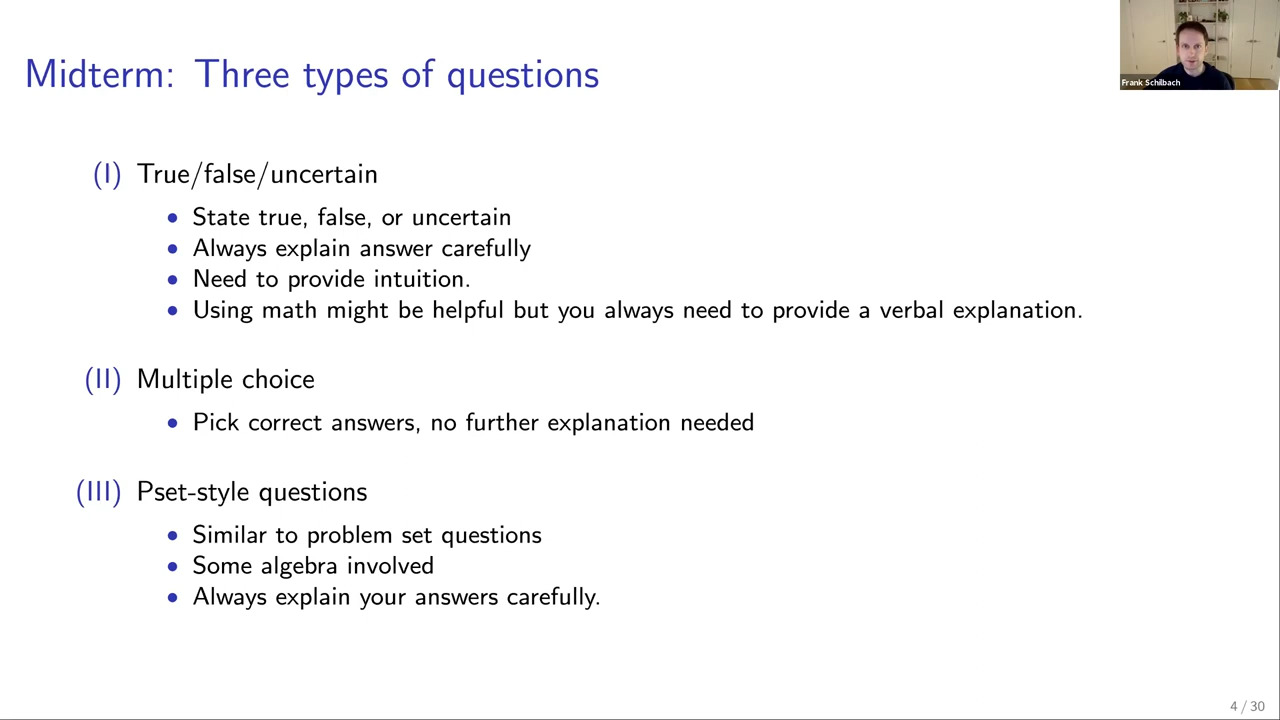 Frank Schilbach
Midterm: Three types of questions
(I) True/false/uncertain
• State true, false, or uncertain
• Always explain answer carefully
• Need to provide intuition.
• Using math might be helpful but you always need to provide a verbal explanation.
(II) Multiple choice
• Pick correct answers, no further explanation needed
(III) Pset-style questions
• Similar to problem set questions
• Some algebra involved
• Always explain your answers carefully.
4 / 30